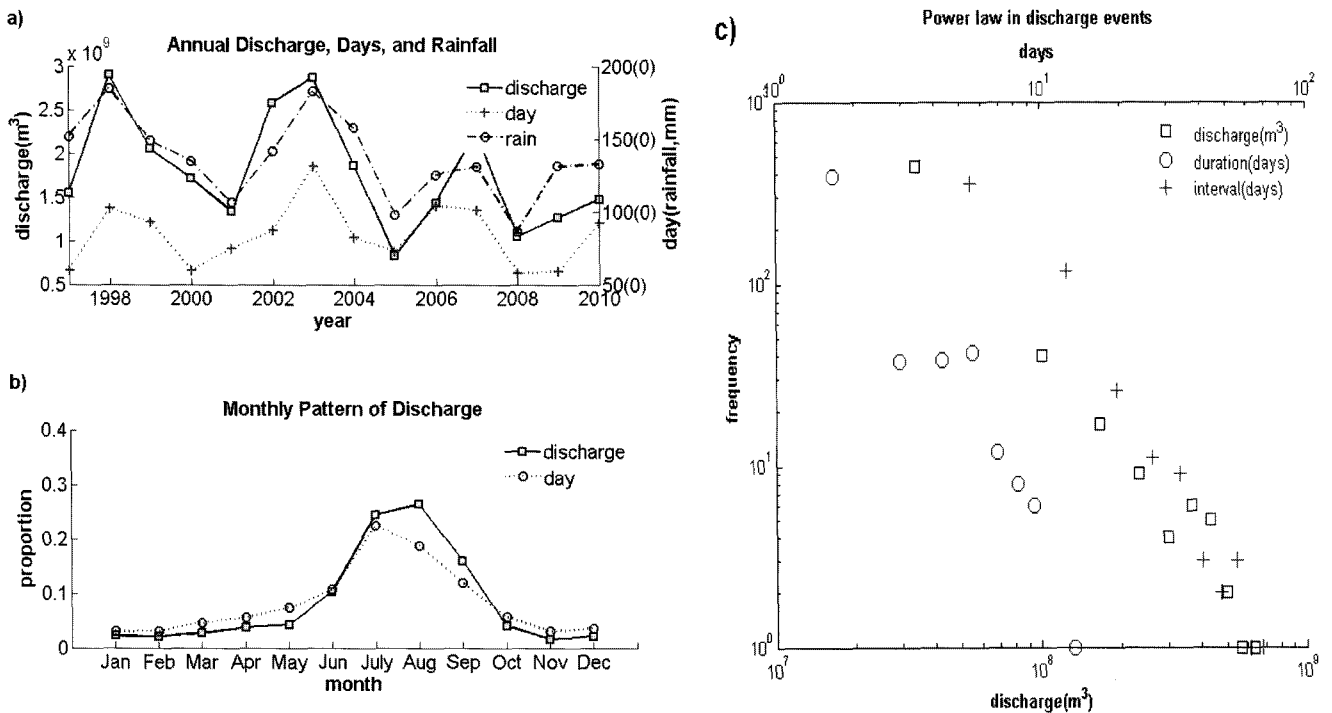 a)
Annual Discharge, Days, and Rainfall
x 10^9
3
2.5
2
1.5
1
0.5
discharge(m^3)
200(0)
150(0)
100(0)
50(0)
day(rainfall,mm)
discharge
day
rain
1998 2000 2002 2004 2006 2008 2010
year
b)
Monthly Pattern of Discharge
0.4
0.3
0.2
0.1
0
proportion
discharge
day
Jan Feb Mar Apr May Jun July Aug Sep Oct Nov Dec
month
c)
Power law in discharge events
days
10^1 10^2
10^10
10^2
10^1
10^0
frequency
discharge(m^3)
duration(days)
interval(days)
10^7 10^8 10^9
discharge(m^3)